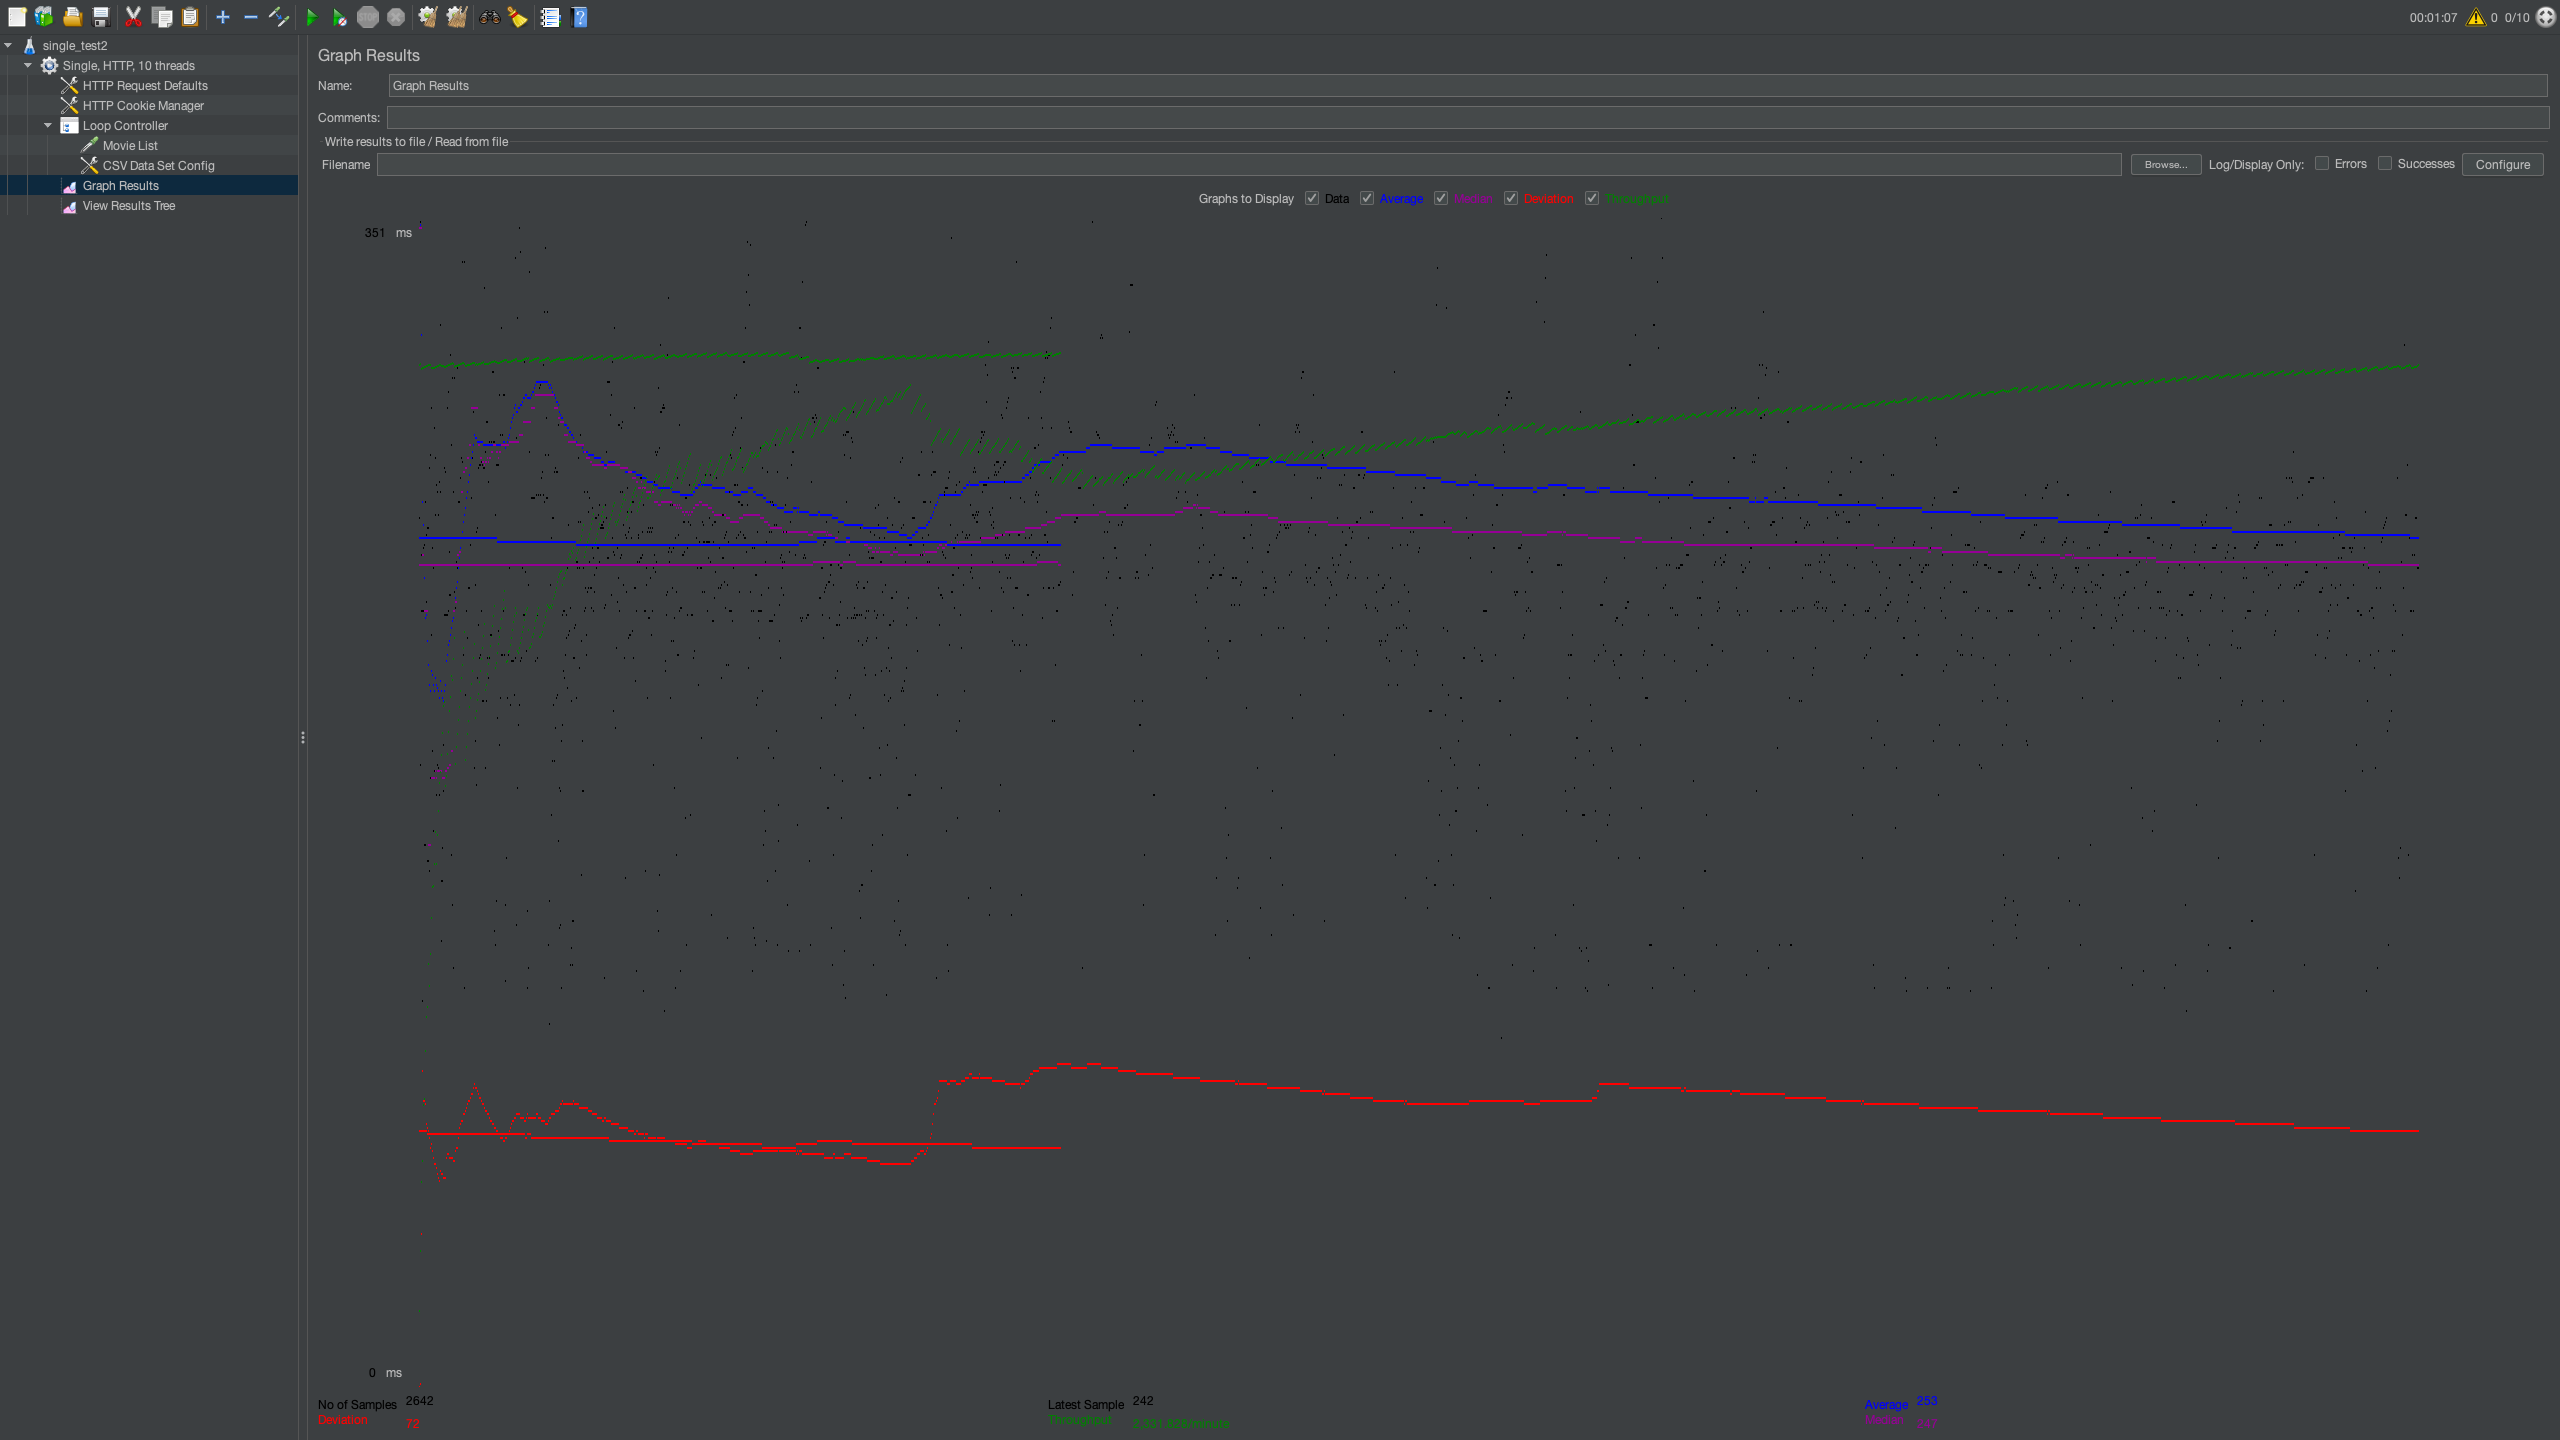 00:01:07 0 0/10
single_test2
Single, HTTP, 10 threads
HTTP Request Defaults
HTTP Cookie Manager
Loop Controller
Movie List
CSV Data Set Config
Graph Results
View Results Tree
Graph Results
Name: Graph Results
Comments:
Write results to file / Read from file
Filename Browse... Log/Display Only: Errors Successes Configure
Graphs to Display Data Average Median Deviation Throughput
351 ms
0 ms
No of Samples 2642 Latest Sample 242 Average 253
Deviation 72 Throughput 2,331.828/minute Median